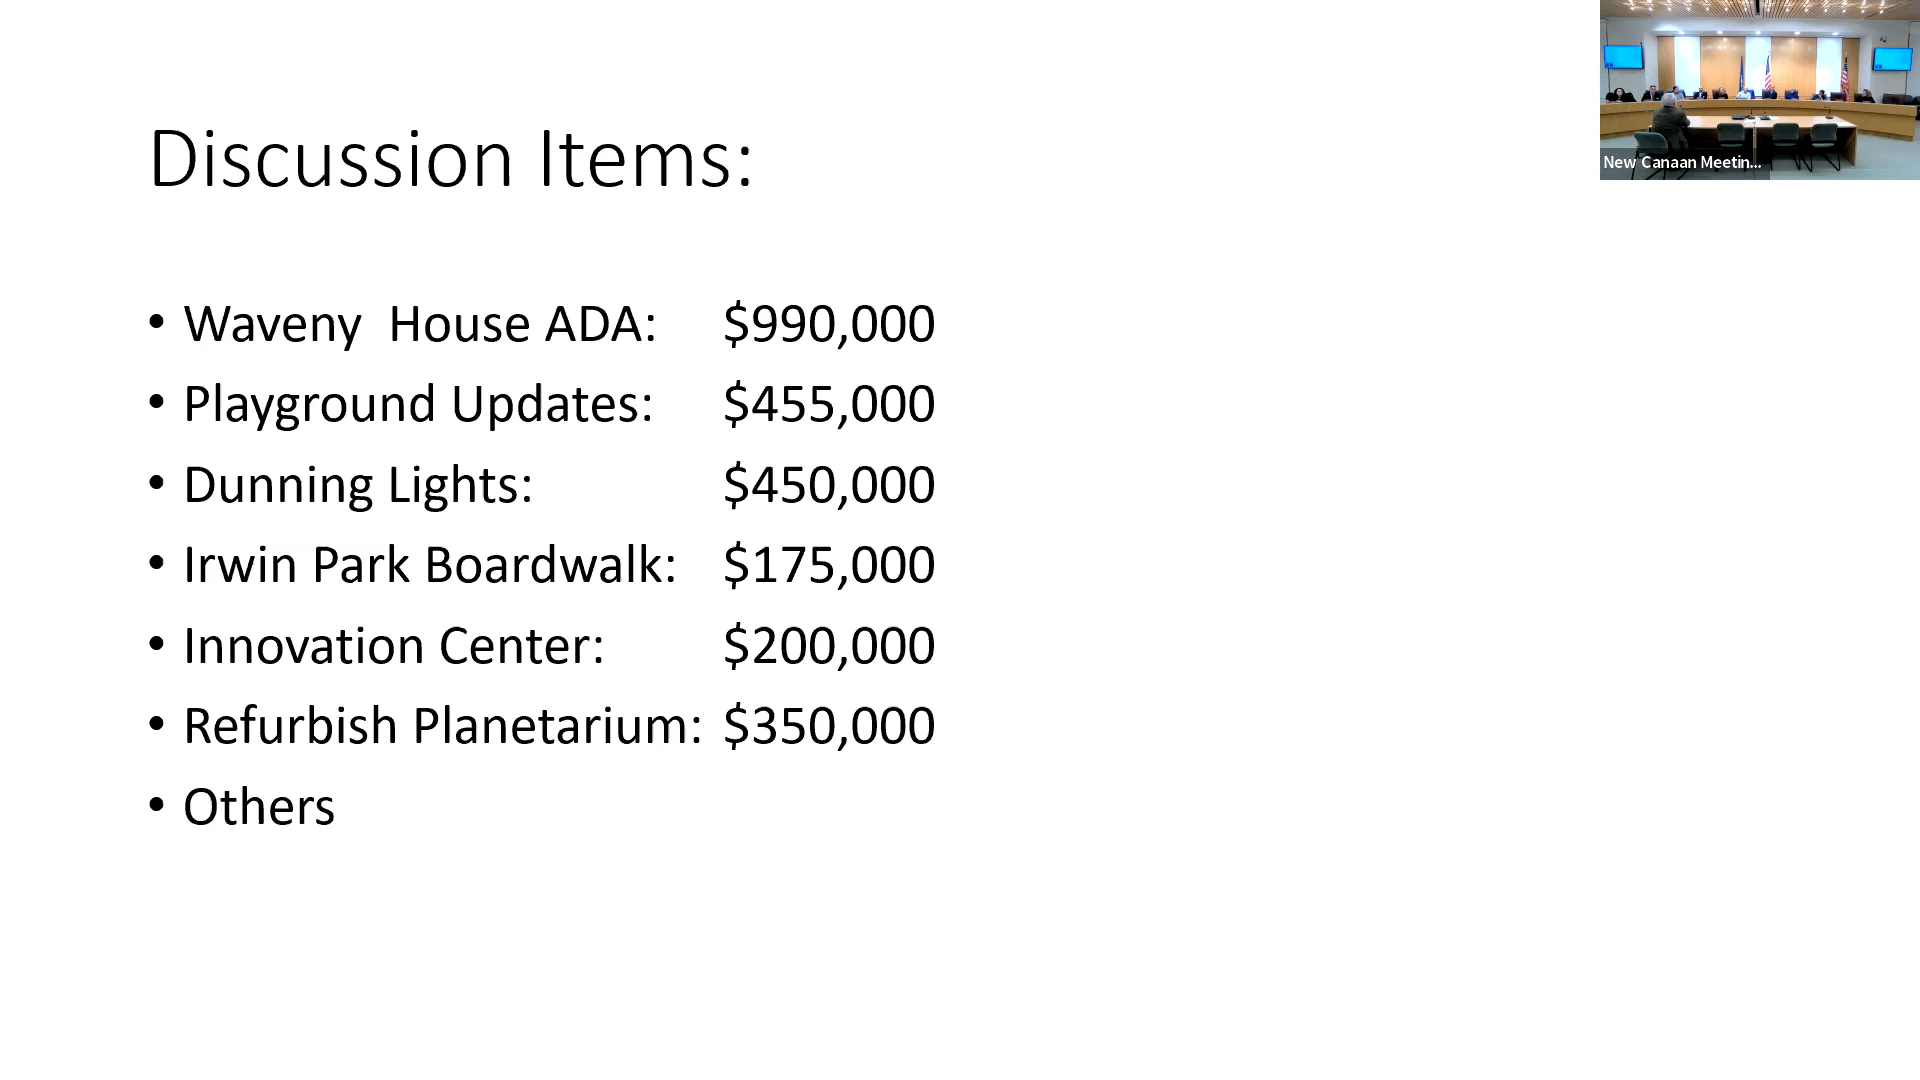 Discussion Items:
• Waveny  House ADA: $990,000
• Playground Updates: $455,000
• Dunning Lights: $450,000
• Irwin Park Boardwalk: $175,000
• Innovation Center: $200,000
• Refurbish Planetarium: $350,000
• Others
New Canaan Meetin...